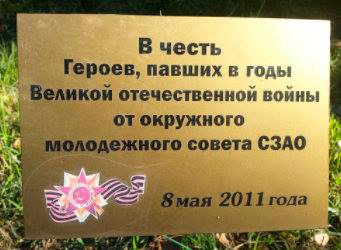 В честь
Героев, павших в годы
Великой отечественной войны
от окружного
молодежного совета СЗАО
8 мая 2011 года